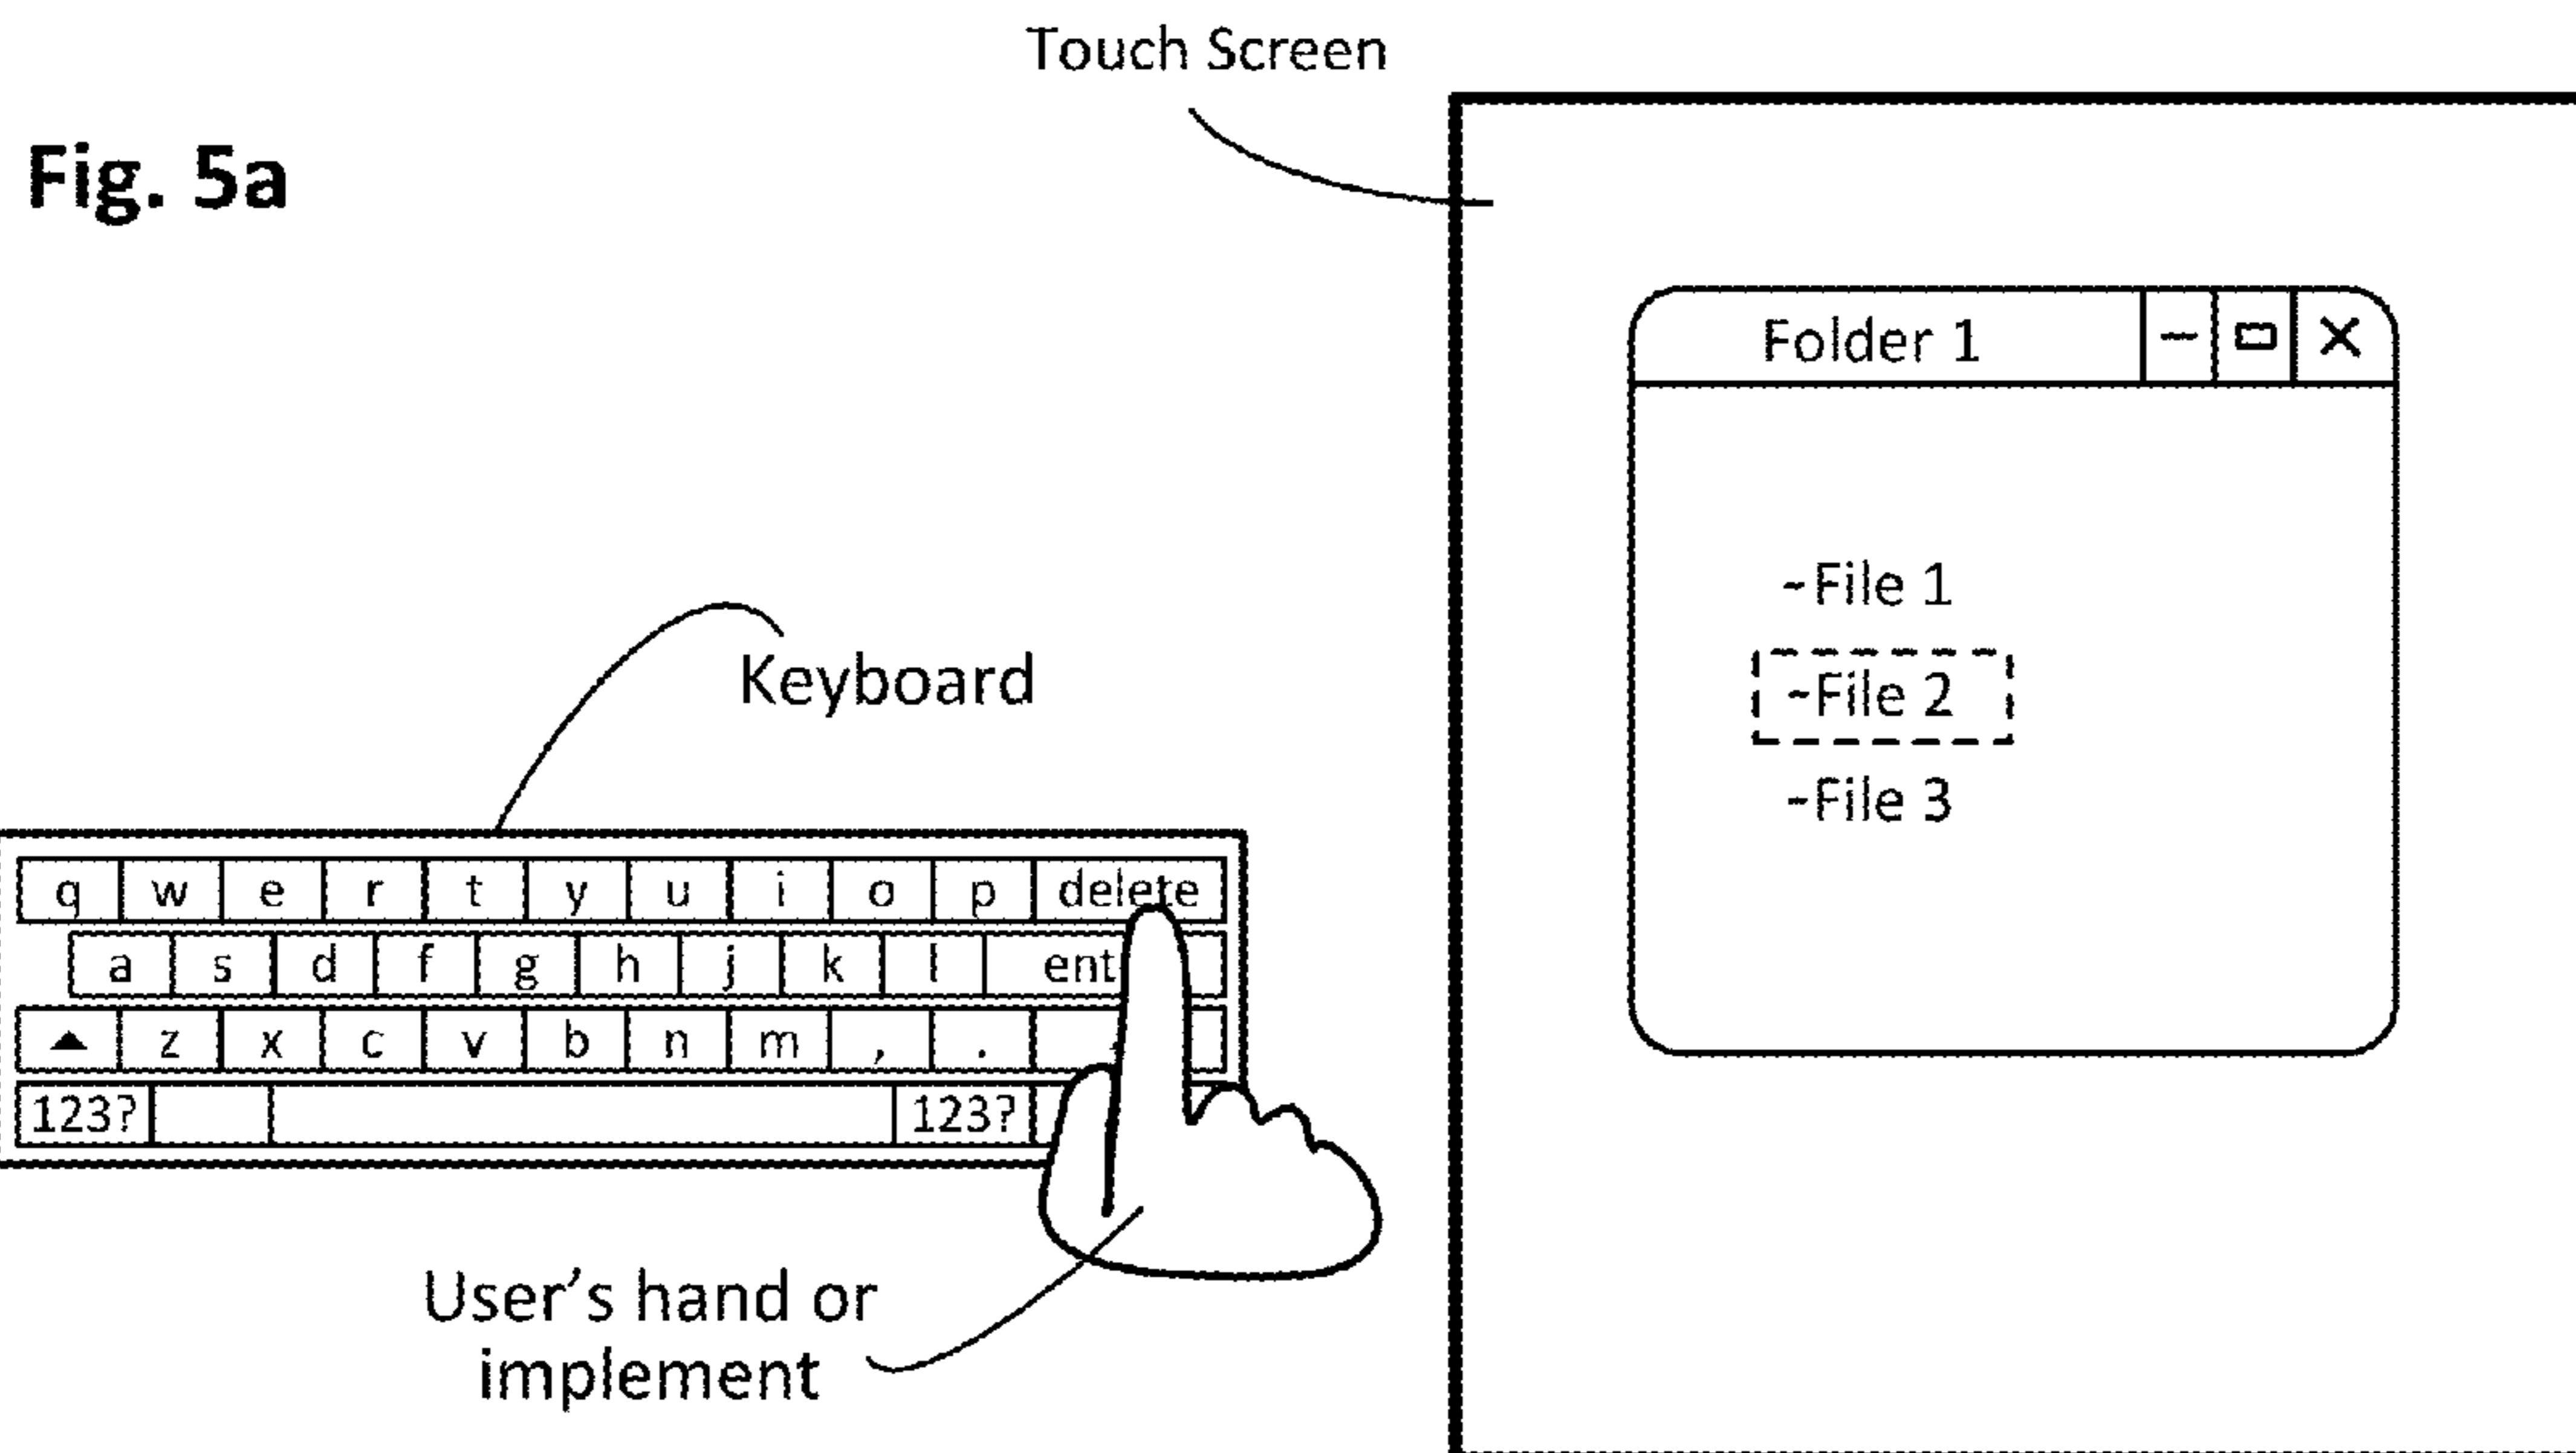 Touch Screen
Fig. 5a
Folder 1
-File 1
-File 2
-File 3
Keyboard
q w e r t y u i o p delete
a s d f g h j k l ent
z x c v b n m , .
123? 123?
User's hand or
implement